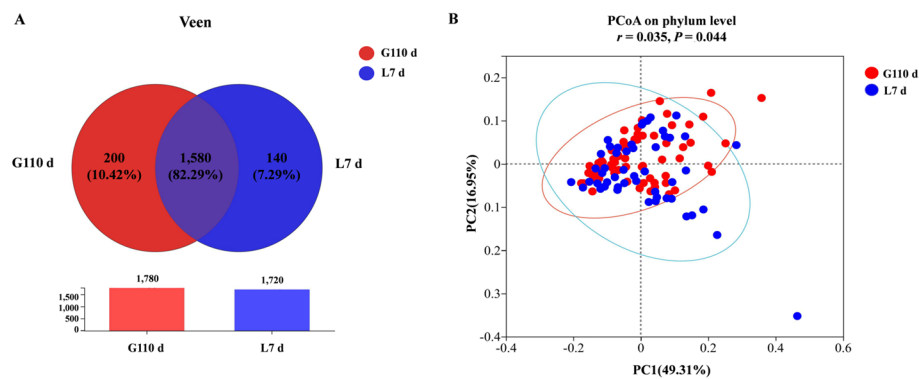 A
Veen
G110 d
L7 d
G110 d
200
(10.42%)
1,580
(82.29%)
140
(7.29%)
L7 d
1,780
1,720
1,500
1,000
500
0
G110 d
L7 d
B
PCoA on phylum level
r = 0.035, P = 0.044
G110 d
L7 d
PC2(16.95%)
0.2
0.1
0
0.1
0.2
0.3
-0.4
-0.4
-0.2
0
0.2
0.4
0.6
PC1(49.31%)